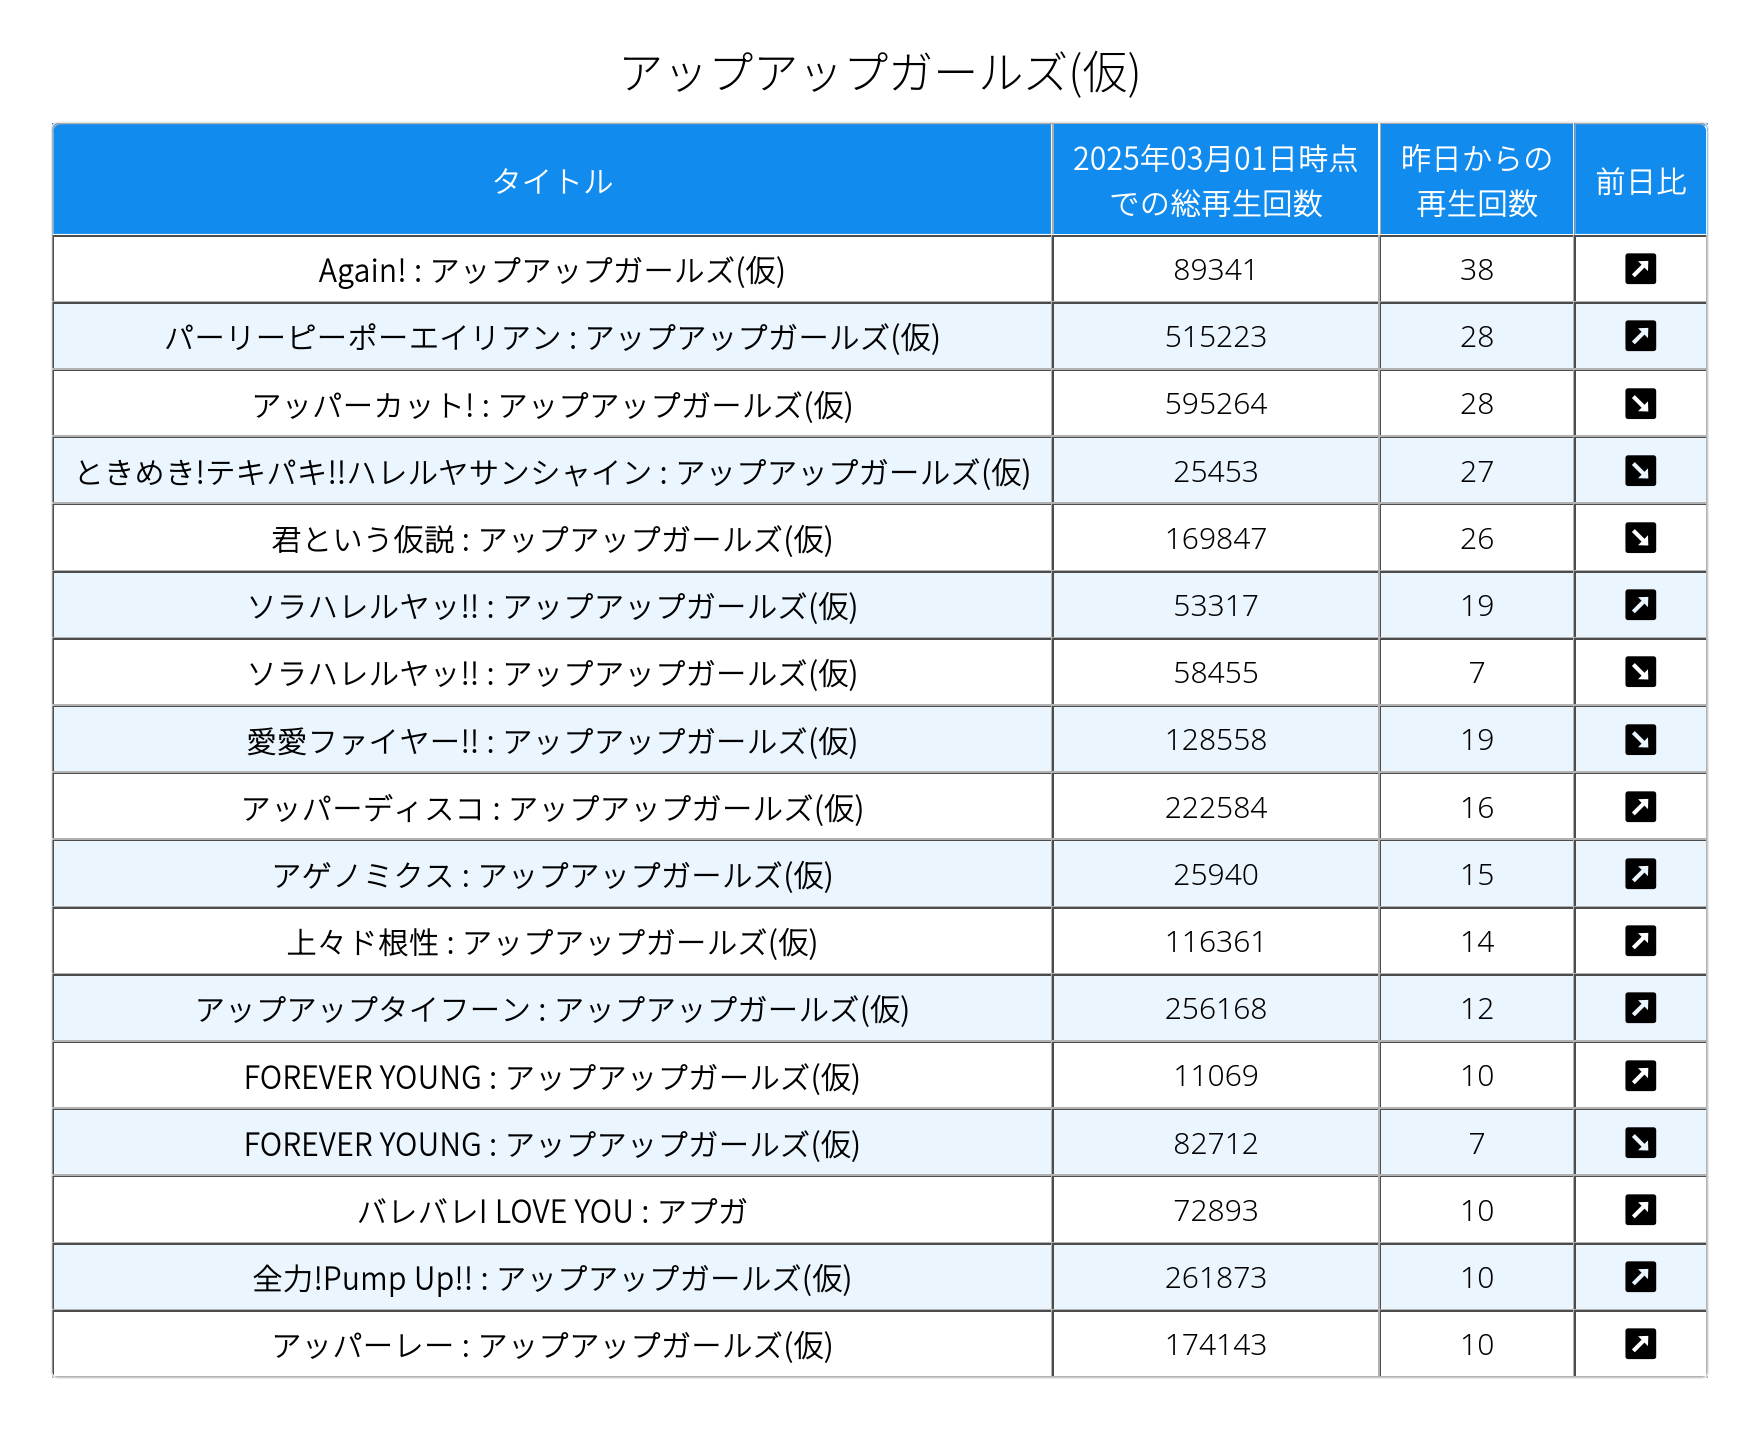 アップアップガールズ(仮)
タイトル 2025年03月01日時点での総再生回数 昨日からの再生回数 前日比
Again! : アップアップガールズ(仮) 89341 38
パーリーピーポーエイリアン : アップアップガールズ(仮) 515223 28
アッパーカット! : アップアップガールズ(仮) 595264 28
ときめき!テキパキ!!ハレルヤサンシャイン : アップアップガールズ(仮) 25453 27
君という仮説 : アップアップガールズ(仮) 169847 26
ソラハレルヤッ!! : アップアップガールズ(仮) 53317 19
ソラハレルヤッ!! : アップアップガールズ(仮) 58455 7
愛愛ファイヤー!! : アップアップガールズ(仮) 128558 19
アッパーディスコ : アップアップガールズ(仮) 222584 16
アゲノミクス : アップアップガールズ(仮) 25940 15
上々ド根性 : アップアップガールズ(仮) 116361 14
アップアップタイフーン : アップアップガールズ(仮) 256168 12
FOREVER YOUNG : アップアップガールズ(仮) 11069 10
FOREVER YOUNG : アップアップガールズ(仮) 82712 7
バレバレI LOVE YOU : アプガ 72893 10
全力!Pump Up!! : アップアップガールズ(仮) 261873 10
アッパーレー : アップアップガールズ(仮) 174143 10